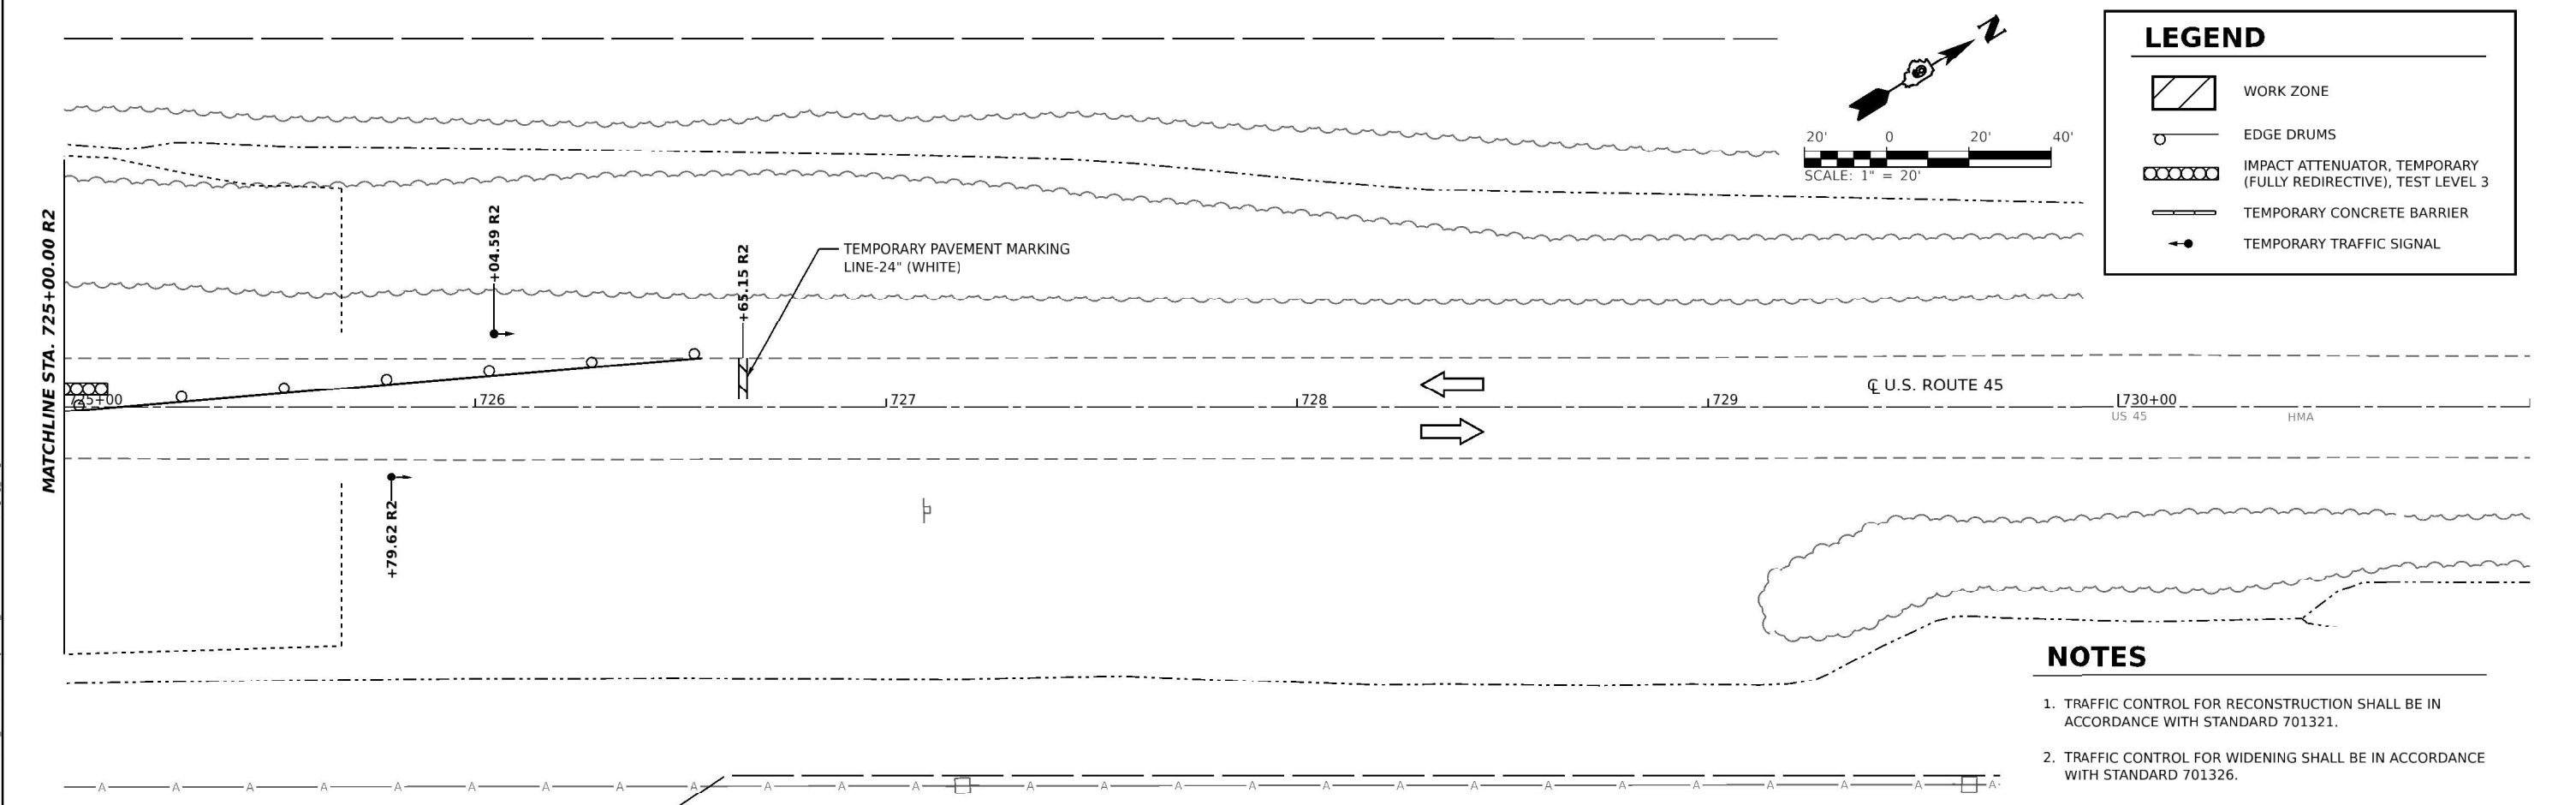 MATCHLINE STA. 725+00.00 R2
+04.59 R2
+65.15 R2
TEMPORARY PAVEMENT MARKING
LINE-24" (WHITE)
+79.62 R2
725+00
726
727
728
729
730+00
℄ U.S. ROUTE 45
US 45
HMA
N
20' 0 20' 40'
SCALE: 1" = 20'
LEGEND
WORK ZONE
EDGE DRUMS
IMPACT ATTENUATOR, TEMPORARY
(FULLY REDIRECTIVE), TEST LEVEL 3
TEMPORARY CONCRETE BARRIER
TEMPORARY TRAFFIC SIGNAL
NOTES
1. TRAFFIC CONTROL FOR RECONSTRUCTION SHALL BE IN
ACCORDANCE WITH STANDARD 701321.
2. TRAFFIC CONTROL FOR WIDENING SHALL BE IN ACCORDANCE
WITH STANDARD 701326.
A A A A A A A A A A A A A A A A A A A A A A A A A A